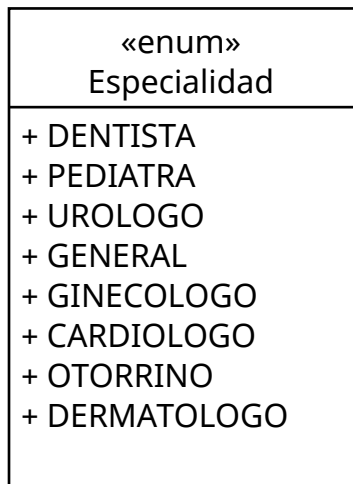 «enum»
Especialidad
+ DENTISTA
+ PEDIATRA
+ UROLOGO
+ GENERAL
+ GINECOLOGO
+ CARDIOLOGO
+ OTORRINO
+ DERMATOLOGO